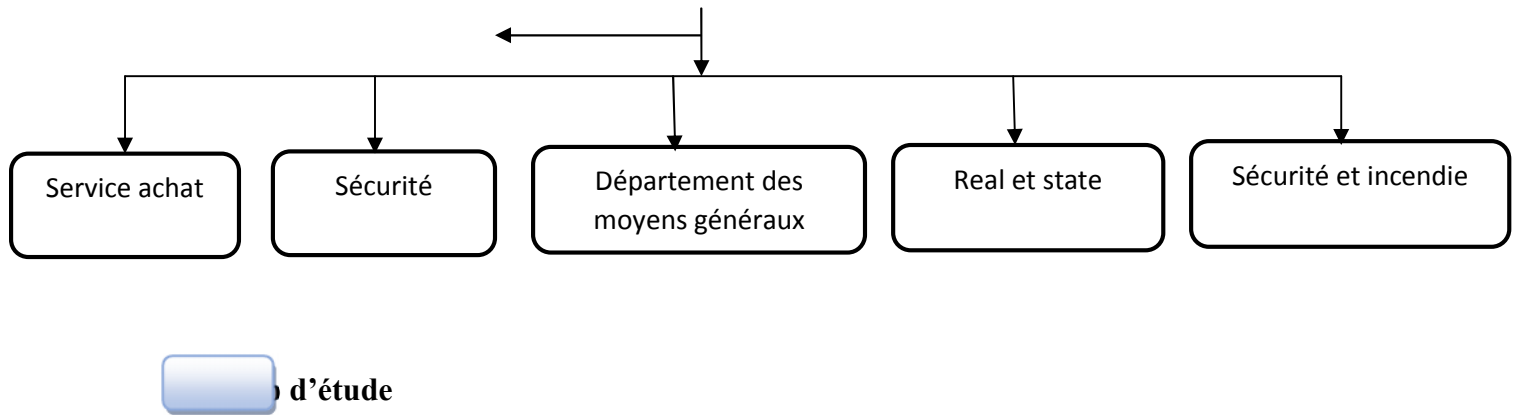 Service achat
Sécurité
Département des
moyens généraux
Real et state
Sécurité et incendie
d’étude